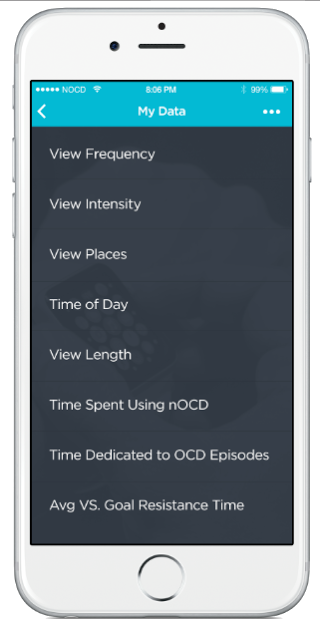 NOCD 8:06 PM 99%
My Data
View Frequency
View Intensity
View Places
Time of Day
View Length
Time Spent Using nOCD
Time Dedicated to OCD Episodes
Avg VS. Goal Resistance Time